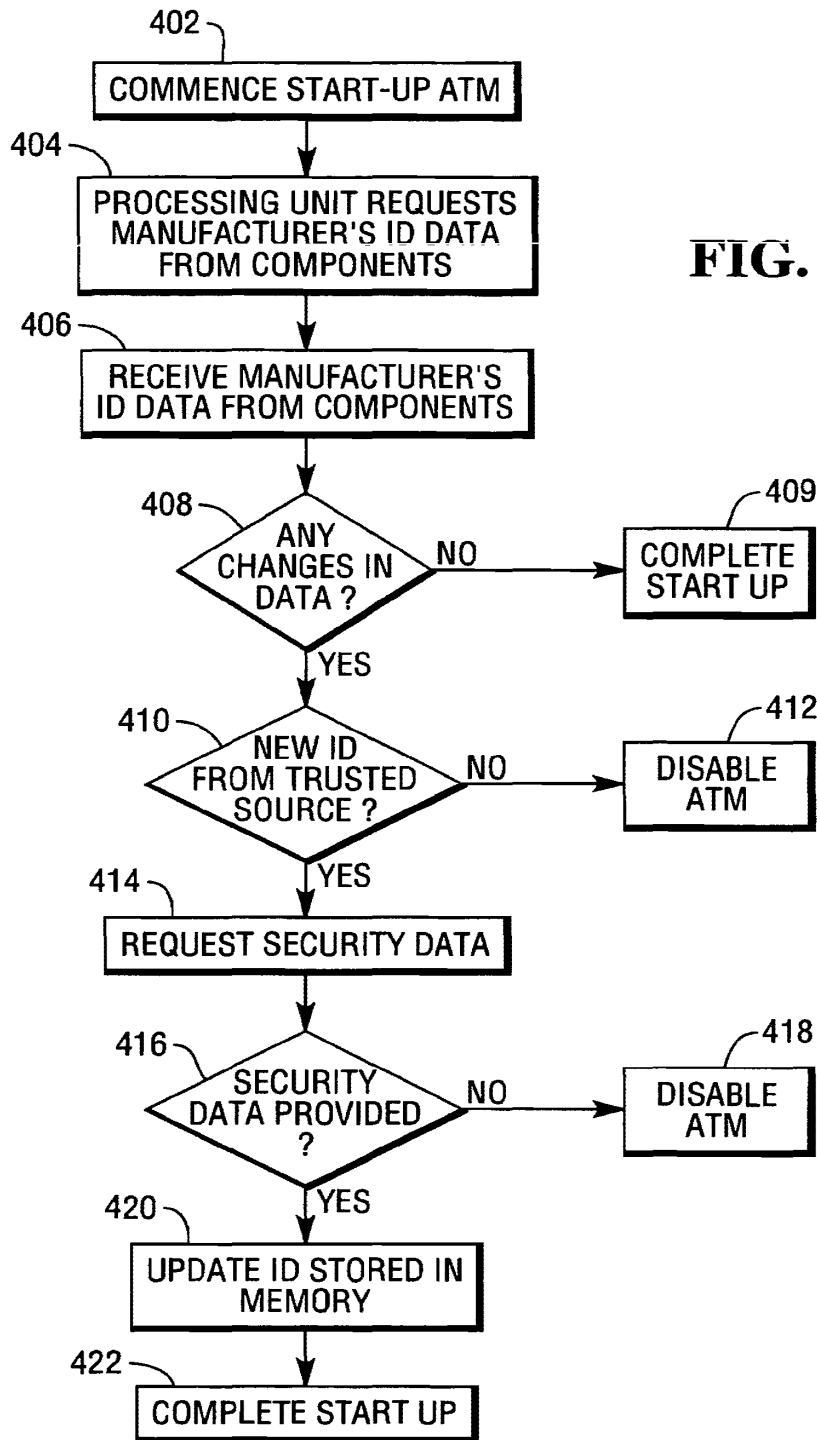 402
COMMENCE START-UP ATM
404
PROCESSING UNIT REQUESTS
MANUFACTURER'S ID DATA
FROM COMPONENTS
FIG.
406
RECEIVE MANUFACTURER'S
ID DATA FROM COMPONENTS
408
ANY
CHANGES IN
DATA ?
NO
409
COMPLETE
START UP
YES
410
NEW ID
FROM TRUSTED
SOURCE ?
NO
412
DISABLE
ATM
YES
414
REQUEST SECURITY DATA
416
SECURITY
DATA PROVIDED
?
NO
418
DISABLE
ATM
YES
420
UPDATE ID STORED IN
MEMORY
422
COMPLETE START UP